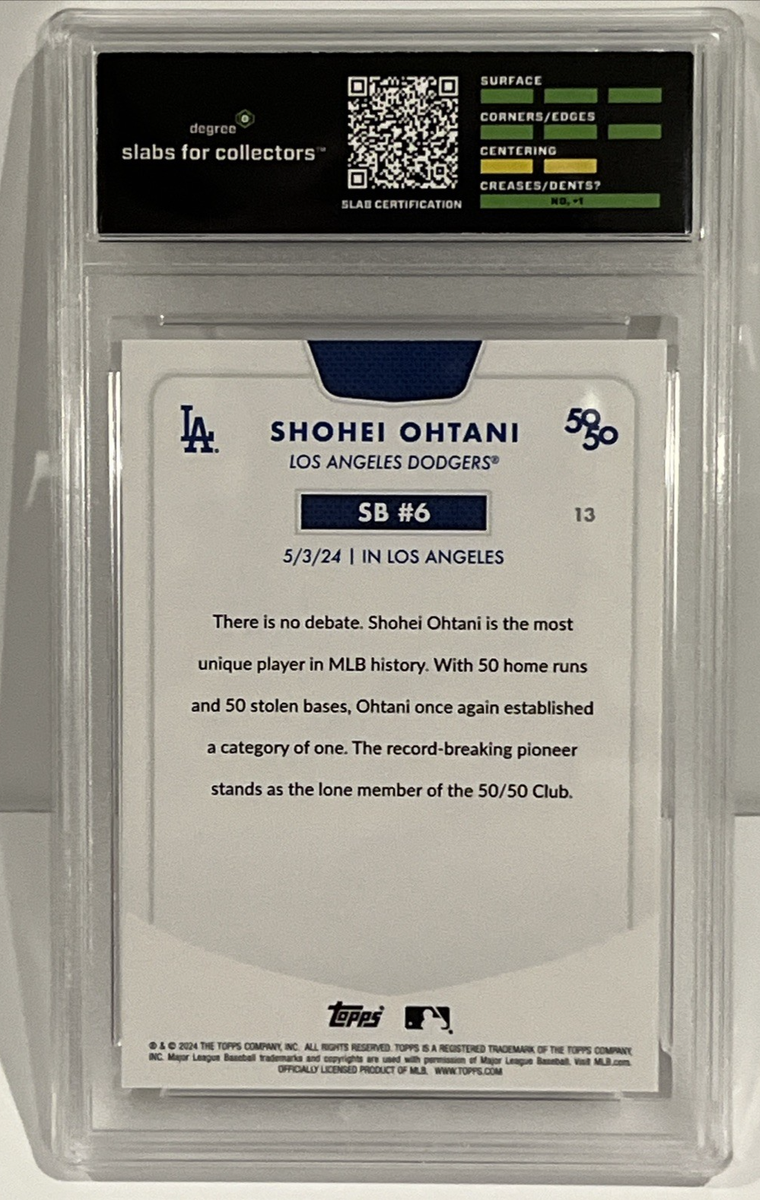 degree
slabs for collectors™
SLAB CERTIFICATION
SURFACE
CORNERS/EDGES
CENTERING
CREASES/DENTS?
NO, +1
LA
SHOHEI OHTANI
50/50
LOS ANGELES DODGERS®
SB #6
13
5/3/24 | IN LOS ANGELES
There is no debate. Shohei Ohtani is the most
unique player in MLB history. With 50 home runs
and 50 stolen bases, Ohtani once again established
a category of one. The record-breaking pioneer
stands as the lone member of the 50/50 Club.
Topps
® & © 2024 THE TOPPS COMPANY, INC. ALL RIGHTS RESERVED. TOPPS IS A REGISTERED TRADEMARK OF THE TOPPS COMPANY,
INC. Major League Baseball trademarks and copyrights are used with permission of Major League Baseball. Visit MLB.com.
OFFICIALLY LICENSED PRODUCT OF MLB. WWW.TOPPS.COM